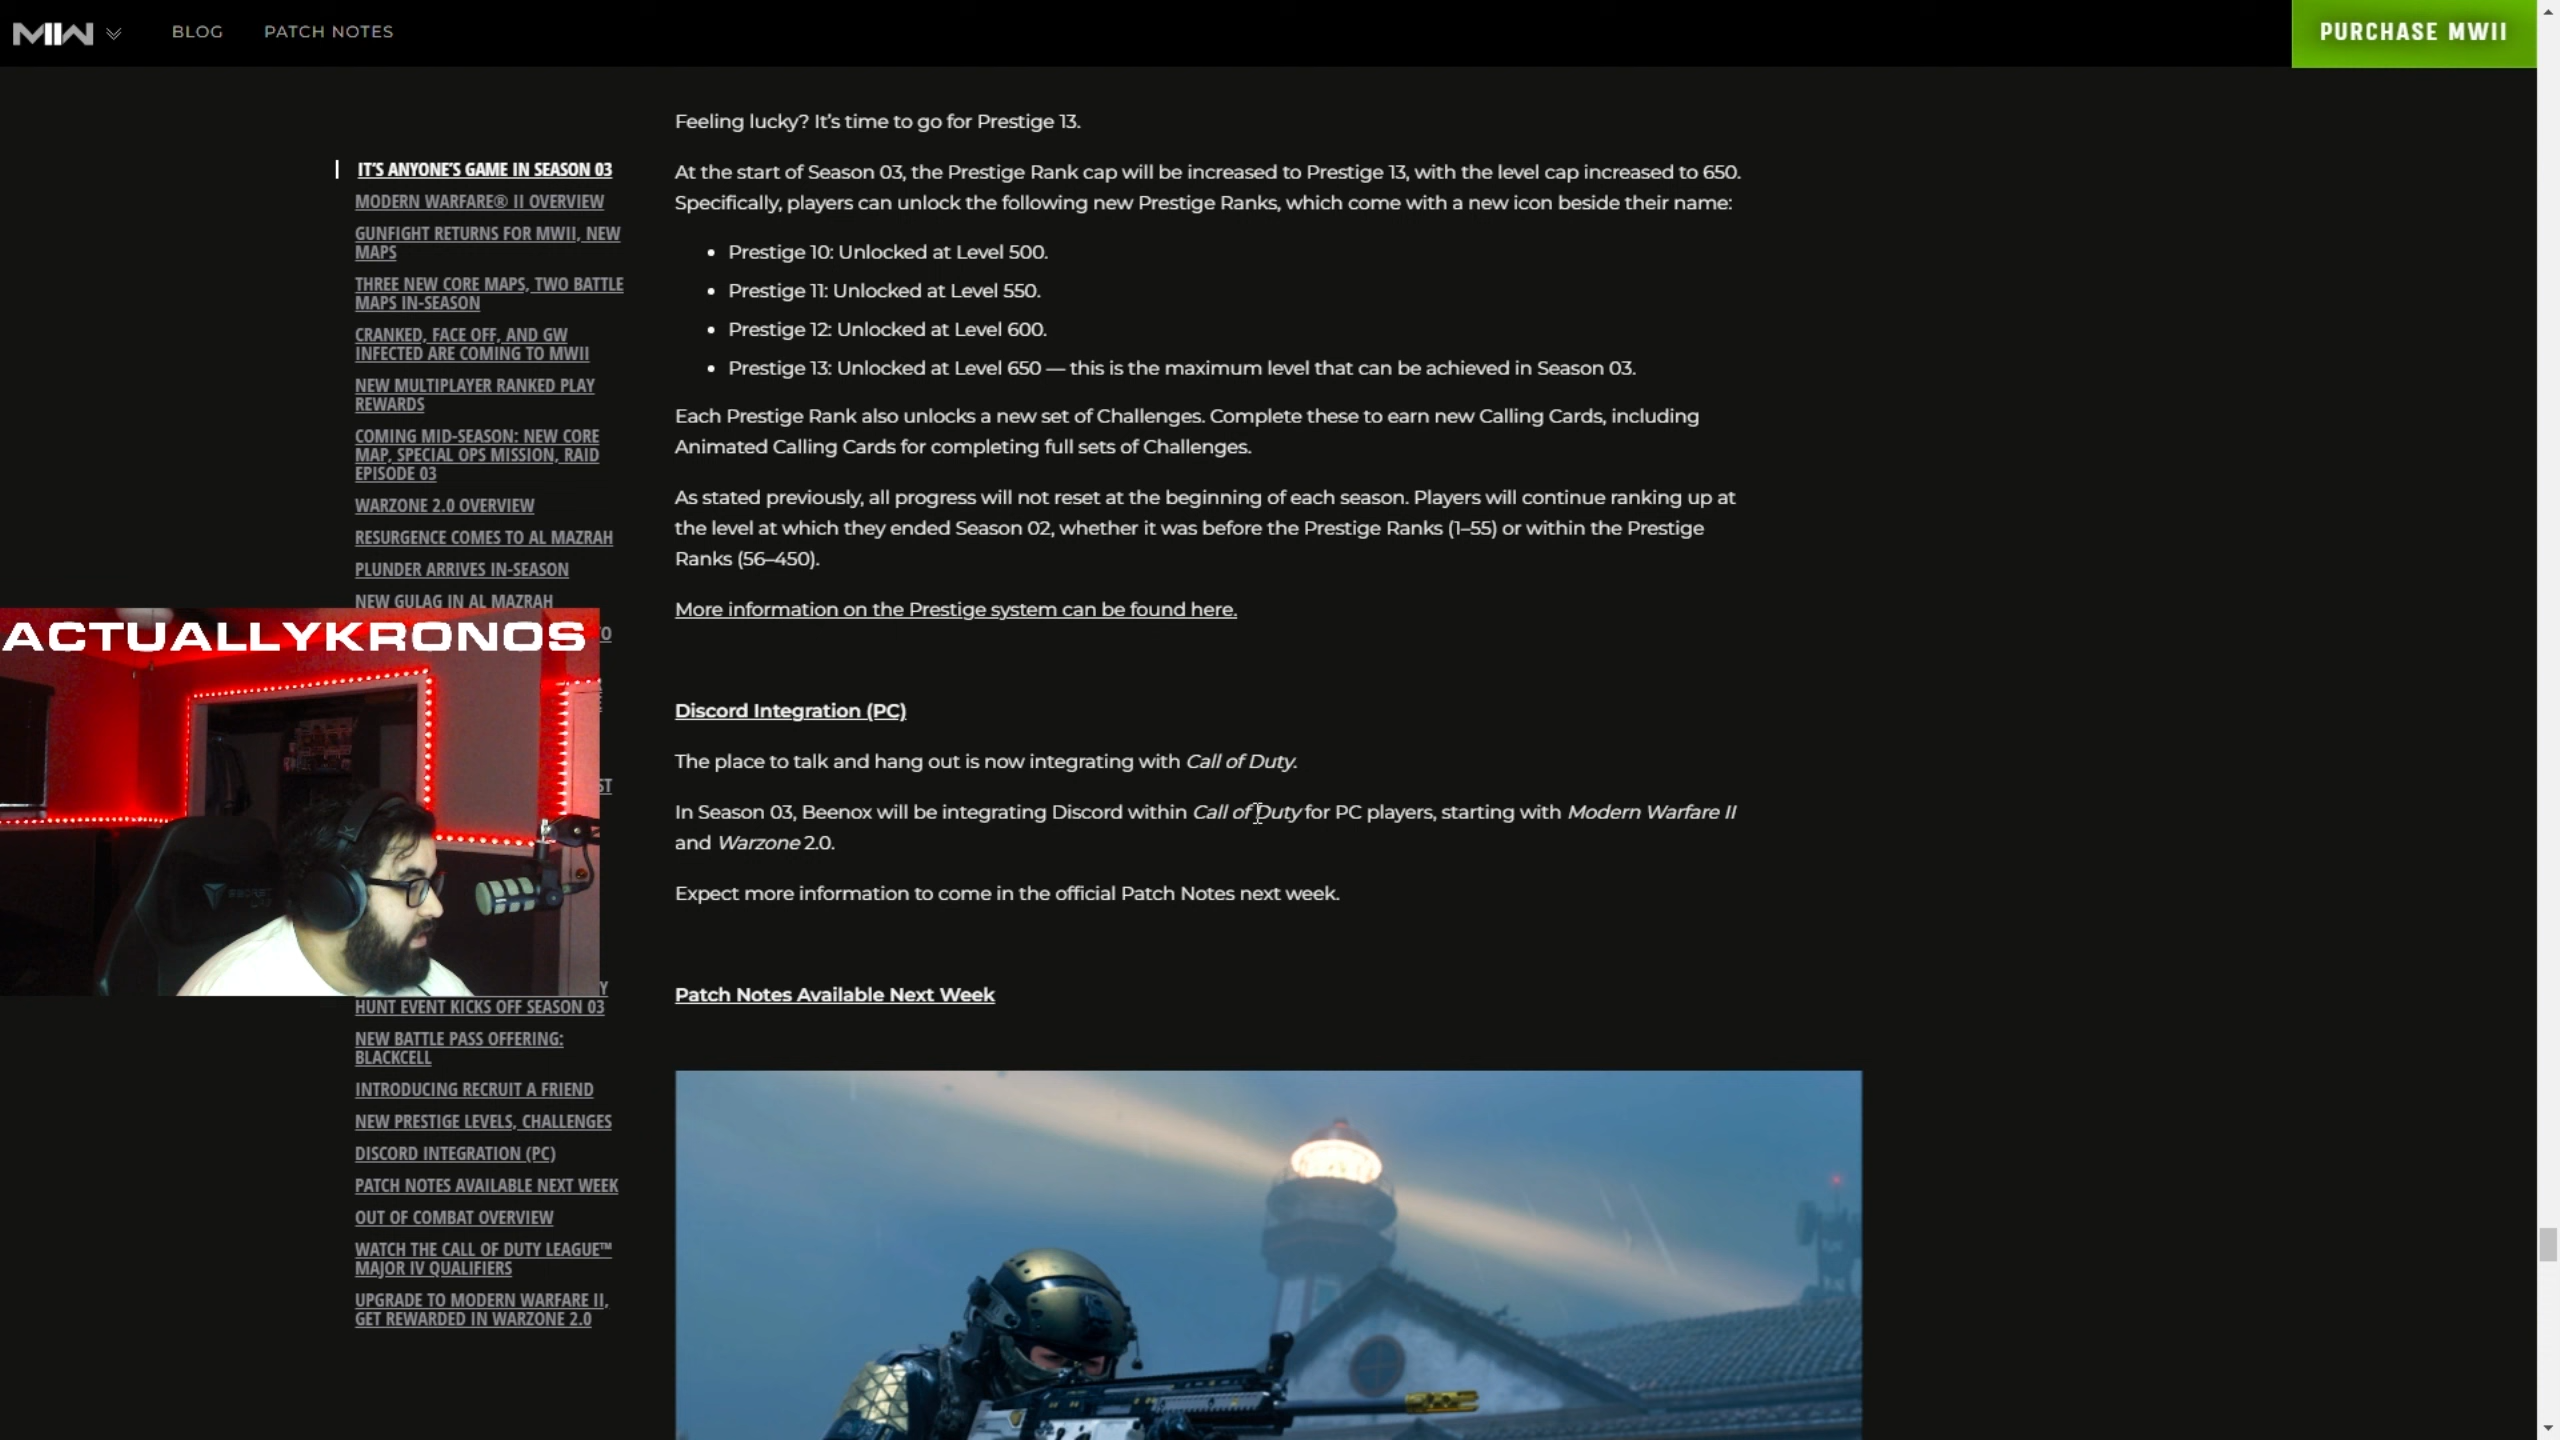 MWII
BLOG
PATCH NOTES
PURCHASE MWII
IT'S ANYONE'S GAME IN SEASON 03
MODERN WARFARE® II OVERVIEW
GUNFIGHT RETURNS FOR MWII, NEW
MAPS
THREE NEW CORE MAPS, TWO BATTLE
MAPS IN-SEASON
CRANKED, FACE OFF, AND GW
INFECTED ARE COMING TO MWII
NEW MULTIPLAYER RANKED PLAY
REWARDS
COMING MID-SEASON: NEW CORE
MAP, SPECIAL OPS MISSION, RAID
EPISODE 03
WARZONE 2.0 OVERVIEW
RESURGENCE COMES TO AL MAZRAH
PLUNDER ARRIVES IN-SEASON
NEW GULAG IN AL MAZRAH
ACTUALLYKRONOS
HUNT EVENT KICKS OFF SEASON 03
NEW BATTLE PASS OFFERING:
BLACKCELL
INTRODUCING RECRUIT A FRIEND
NEW PRESTIGE LEVELS, CHALLENGES
DISCORD INTEGRATION (PC)
PATCH NOTES AVAILABLE NEXT WEEK
OUT OF COMBAT OVERVIEW
WATCH THE CALL OF DUTY LEAGUE™
MAJOR IV QUALIFIERS
UPGRADE TO MODERN WARFARE II,
GET REWARDED IN WARZONE 2.0
Feeling lucky? It's time to go for Prestige 13.
At the start of Season 03, the Prestige Rank cap will be increased to Prestige 13, with the level cap increased to 650.
Specifically, players can unlock the following new Prestige Ranks, which come with a new icon beside their name:
• Prestige 10: Unlocked at Level 500.
• Prestige 11: Unlocked at Level 550.
• Prestige 12: Unlocked at Level 600.
• Prestige 13: Unlocked at Level 650 — this is the maximum level that can be achieved in Season 03.
Each Prestige Rank also unlocks a new set of Challenges. Complete these to earn new Calling Cards, including
Animated Calling Cards for completing full sets of Challenges.
As stated previously, all progress will not reset at the beginning of each season. Players will continue ranking up at
the level at which they ended Season 02, whether it was before the Prestige Ranks (1–55) or within the Prestige
Ranks (56–450).
More information on the Prestige system can be found here.
Discord Integration (PC)
The place to talk and hang out is now integrating with Call of Duty.
In Season 03, Beenox will be integrating Discord within Call of Duty for PC players, starting with Modern Warfare II
and Warzone 2.0.
Expect more information to come in the official Patch Notes next week.
Patch Notes Available Next Week